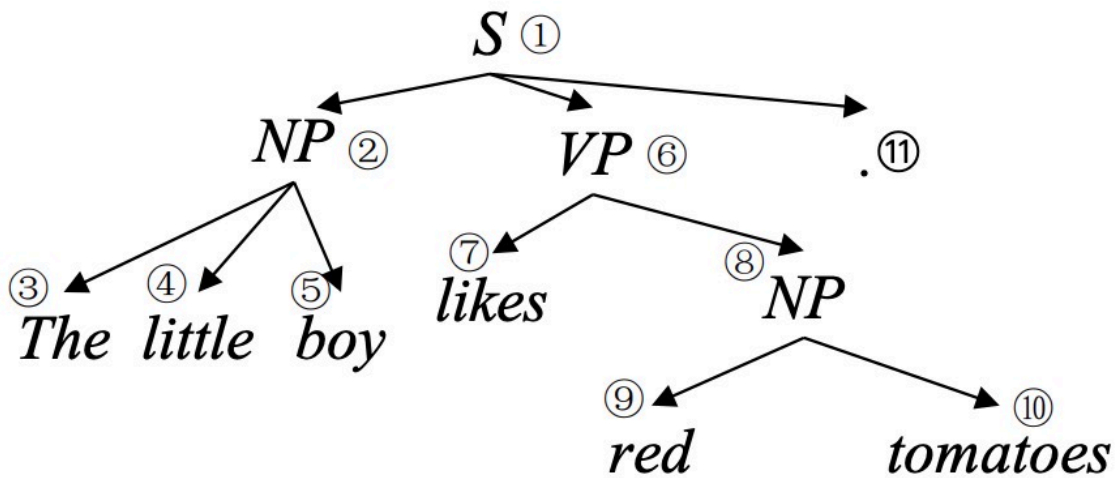 S ①
NP ② VP ⑥ . ⑪
③ ④ ⑤ ⑦ ⑧
The little boy likes NP
⑨ ⑩
red tomatoes